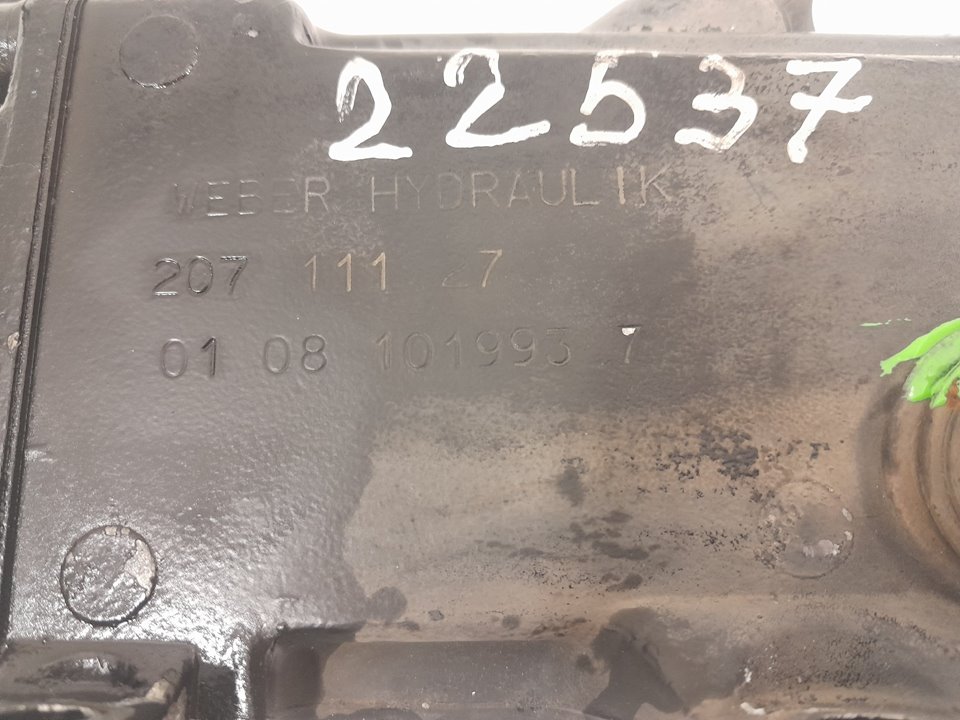 22537
WEBER HYDRAULIK
207 111 27
01 08 101993 7